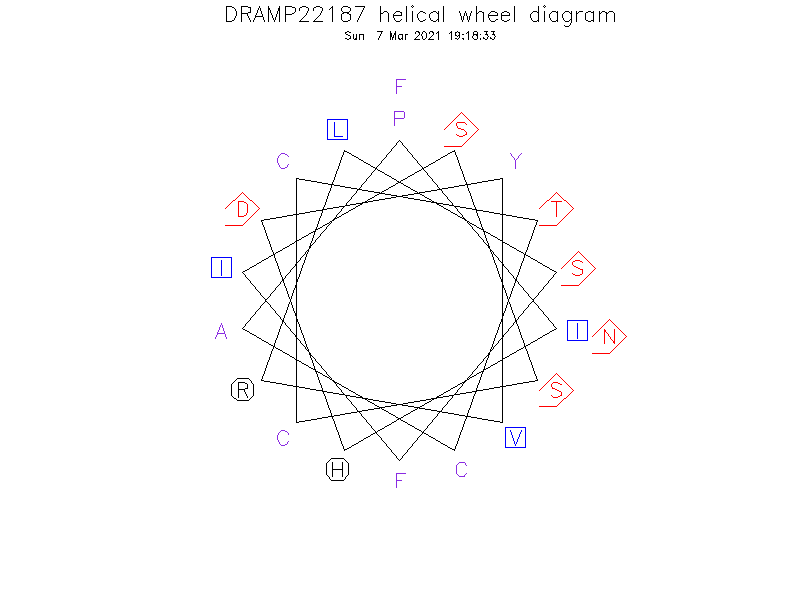 DRAMP22187 helical wheel diagram
Sun 7 Mar 2021 19:18:33
F
P
L S
C Y
D T
I S
A I N
R S
C V
H C
F